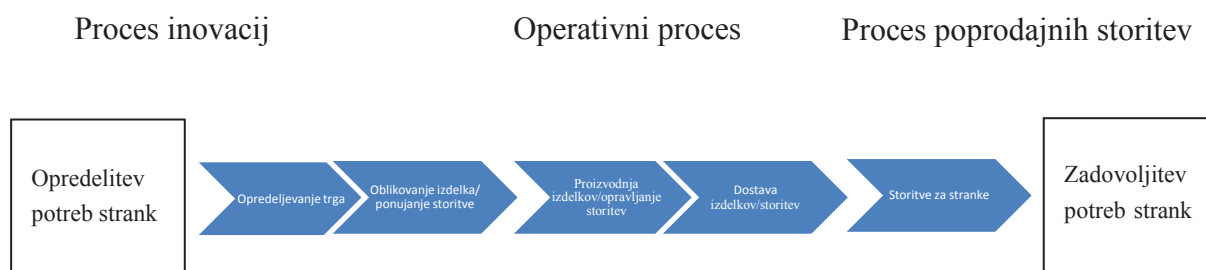 Proces inovacij
Operativni proces
Proces poprodajnih storitev
Opredelitev
potreb strank
Opredeljevanje trga
Oblikovanje izdelka/
ponujanje storitve
Proizvodnja
izdelkov/opravljanje
storitev
Dostava
izdelkov/storitev
Storitve za stranke
Zadovoljitev
potreb strank